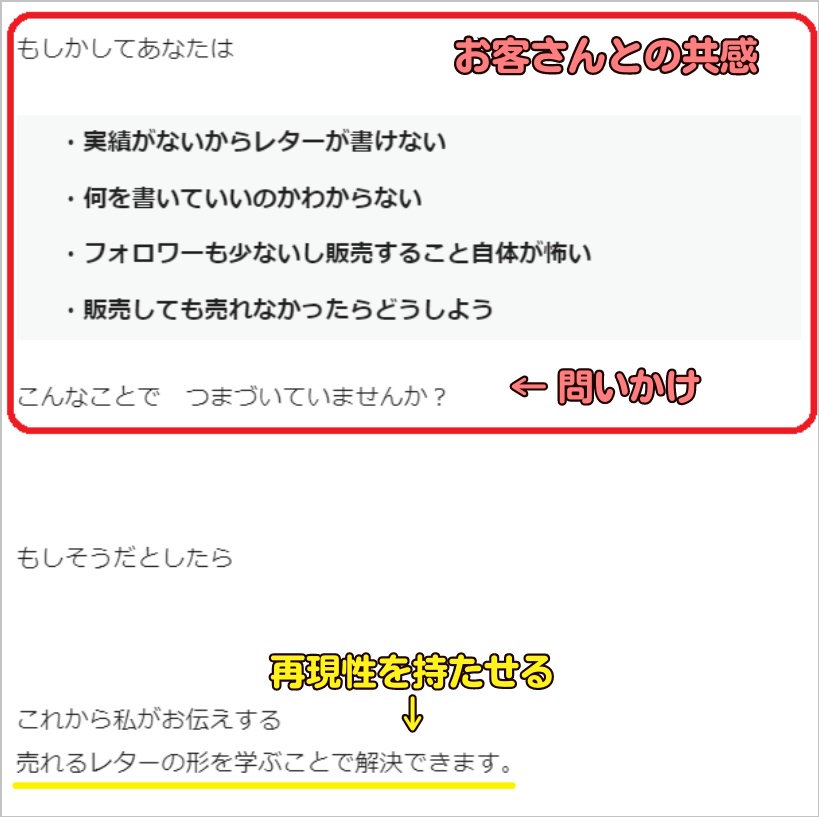 もしかしてあなたは
お客さんとの共感
・実績がないからレターが書けない
・何を書いていいのかわからない
・フォロワーも少ないし販売すること自体が怖い
・販売しても売れなかったらどうしよう
こんなことで　つまづいていませんか？
← 問いかけ
もしそうだとしたら
再現性を持たせる
↓
これから私がお伝えする
売れるレターの形を学ぶことで解決できます。